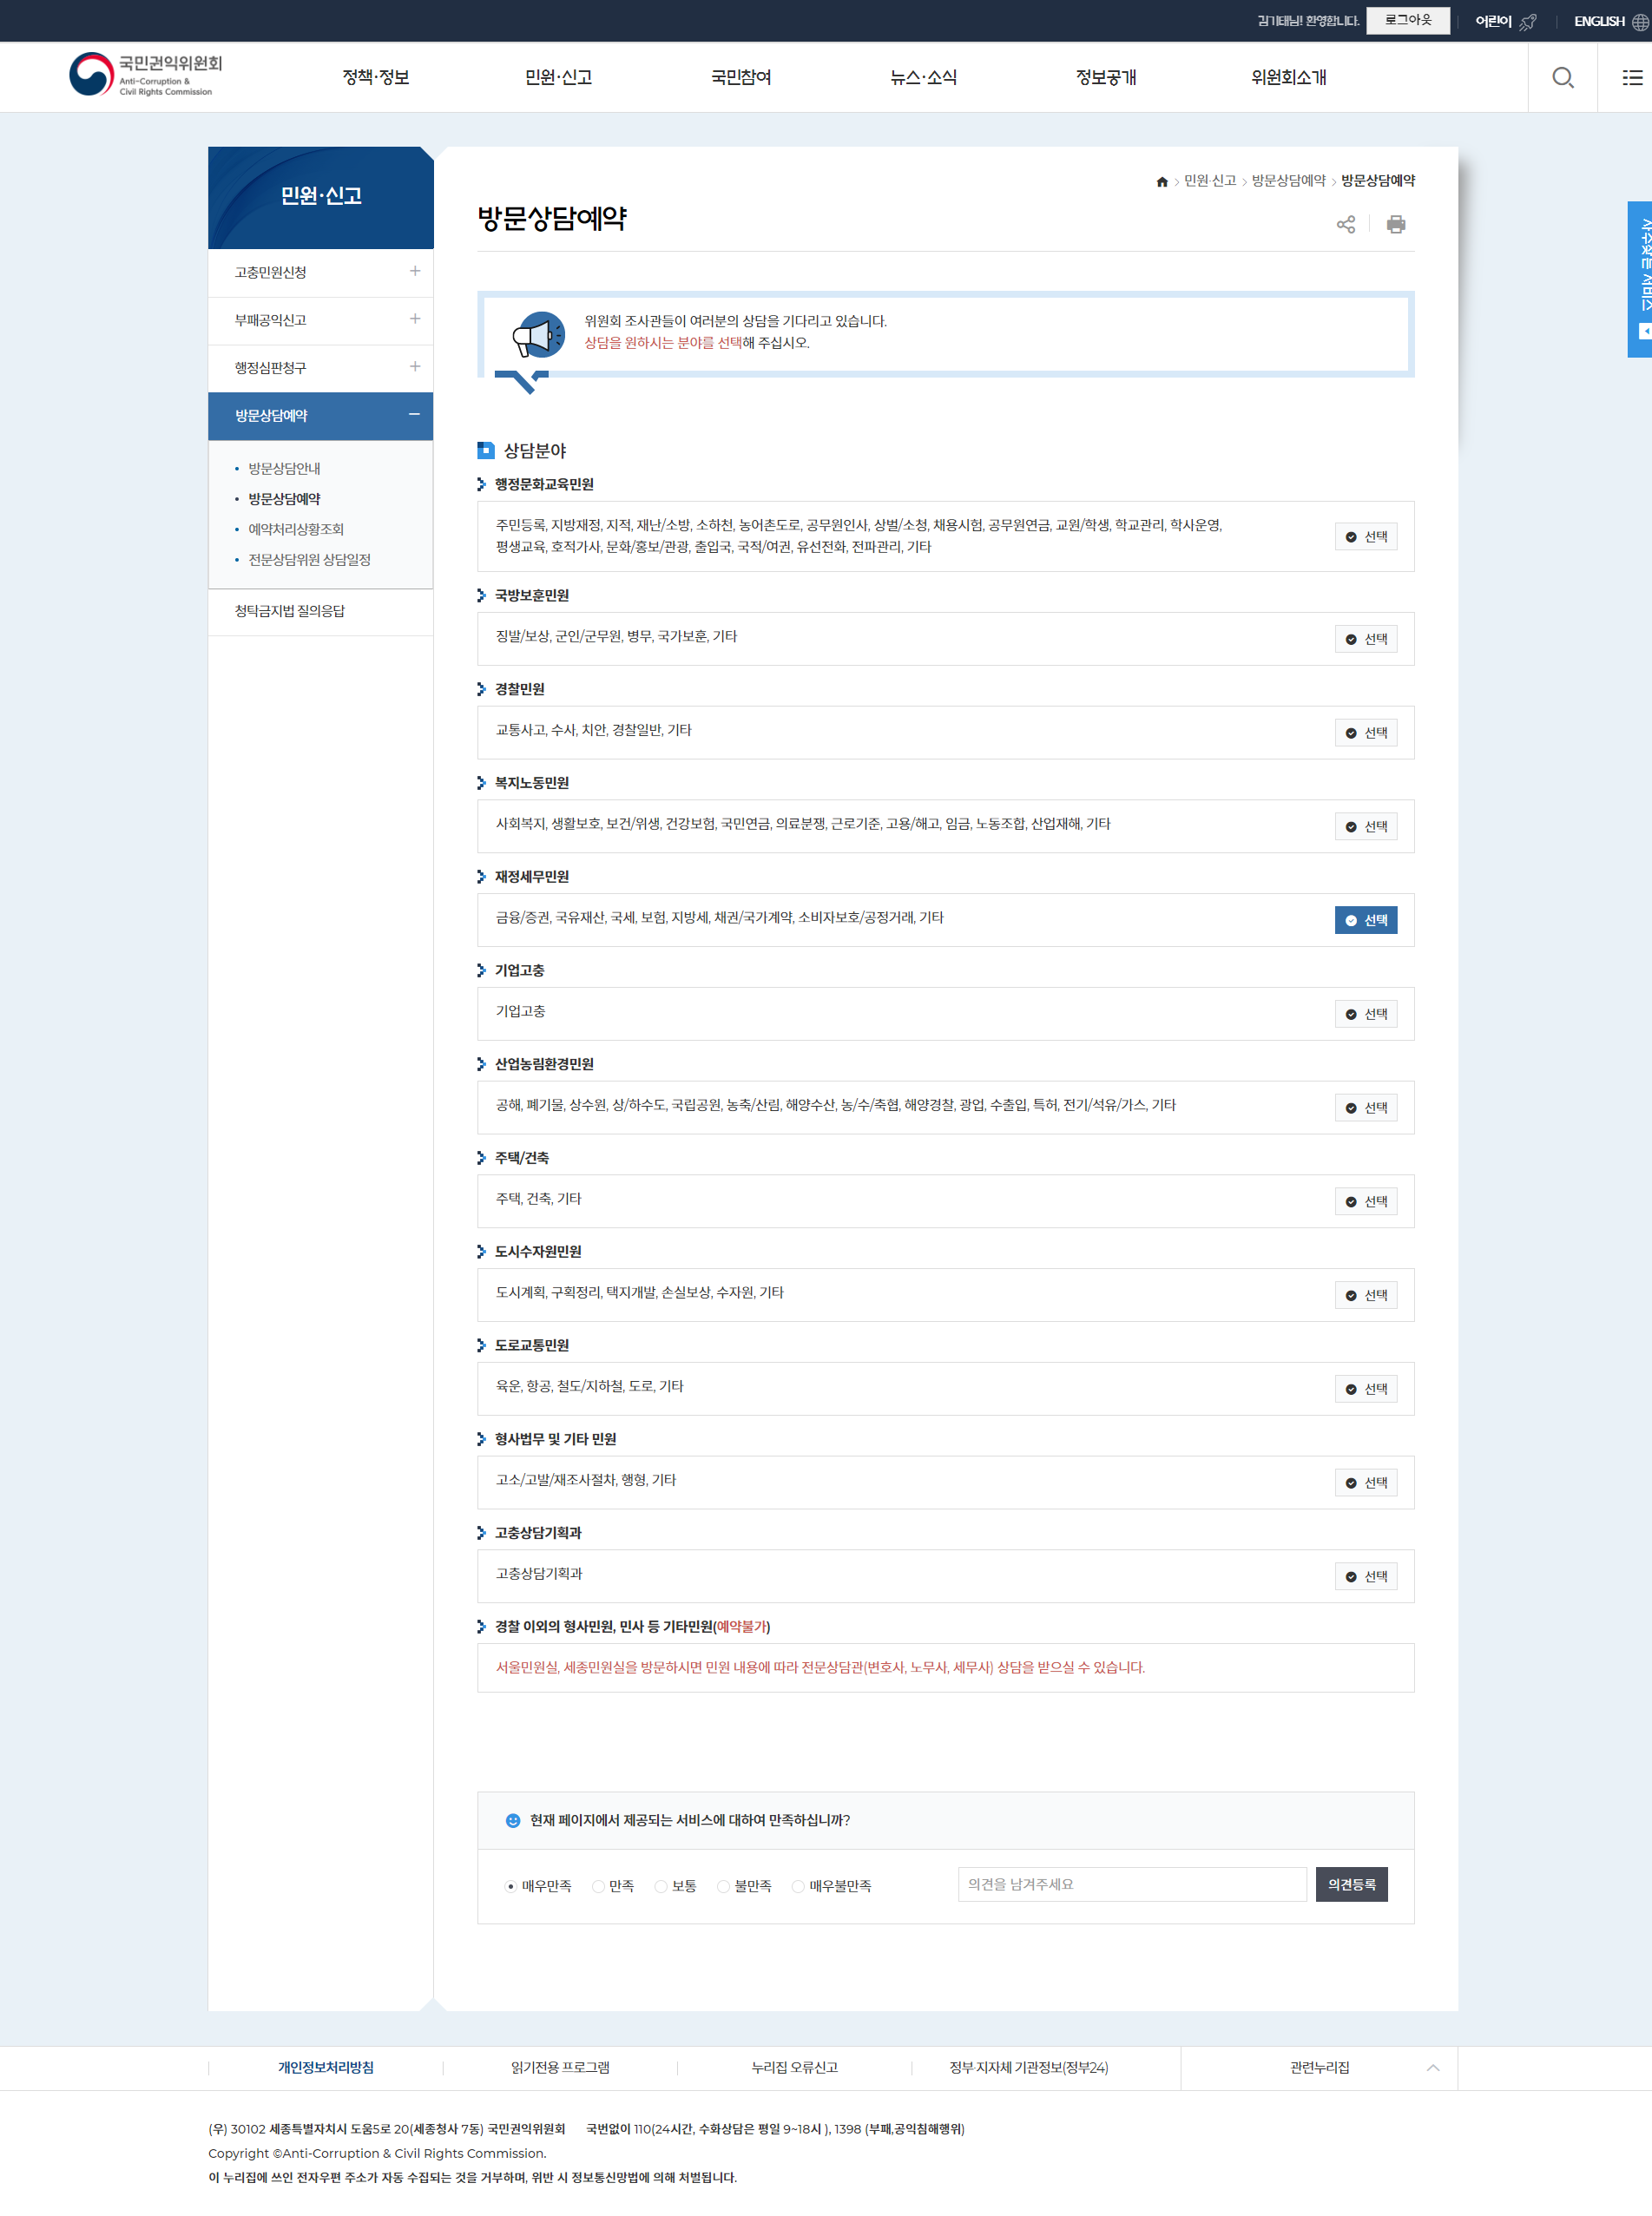 김기태님! 환영합니다. 로그아웃 어린이 ENGLISH
국민권익위원회
Anti-Corruption &
Civil Rights Commission
정책·정보 민원·신고 국민참여 뉴스·소식 정보공개 위원회소개
자주찾는 서비스
민원·신고
고충민원신청
부패공익신고
행정심판청구
방문상담예약
방문상담안내
방문상담예약
예약처리상황조회
전문상담위원 상담일정
청탁금지법 질의응답
민원·신고 방문상담예약 방문상담예약
방문상담예약
위원회 조사관들이 여러분의 상담을 기다리고 있습니다.
상담을 원하시는 분야를 선택해 주십시오.
상담분야
행정문화교육민원
주민등록, 지방재정, 지적, 재난/소방, 소하천, 농어촌도로, 공무원인사, 상벌/소청, 채용시험, 공무원연금, 교원/학생, 학교관리, 학사운영,
평생교육, 호적가사, 문화/홍보/관광, 출입국, 국적/여권, 유선전화, 전파관리, 기타
선택
국방보훈민원
징발/보상, 군인/군무원, 병무, 국가보훈, 기타
선택
경찰민원
교통사고, 수사, 치안, 경찰일반, 기타
선택
복지노동민원
사회복지, 생활보호, 보건/위생, 건강보험, 국민연금, 의료분쟁, 근로기준, 고용/해고, 임금, 노동조합, 산업재해, 기타
선택
재정세무민원
금융/증권, 국유재산, 국세, 보험, 지방세, 채권/국가계약, 소비자보호/공정거래, 기타
선택
기업고충
기업고충
선택
산업농림환경민원
공해, 폐기물, 상수원, 상/하수도, 국립공원, 농축/산림, 해양수산, 농/수/축협, 해양경찰, 광업, 수출입, 특허, 전기/석유/가스, 기타
선택
주택/건축
주택, 건축, 기타
선택
도시수자원민원
도시계획, 구획정리, 택지개발, 손실보상, 수자원, 기타
선택
도로교통민원
육운, 항공, 철도/지하철, 도로, 기타
선택
형사법무 및 기타 민원
고소/고발/재조사절차, 행형, 기타
선택
고충상담기획과
고충상담기획과
선택
경찰 이외의 형사민원, 민사 등 기타민원(예약불가)
서울민원실, 세종민원실을 방문하시면 민원 내용에 따라 전문상담관(변호사, 노무사, 세무사) 상담을 받으실 수 있습니다.
현재 페이지에서 제공되는 서비스에 대하여 만족하십니까?
매우만족 만족 보통 불만족 매우불만족 의견을 남겨주세요 의견등록
개인정보처리방침 읽기전용 프로그램 누리집 오류신고 정부·지자체 기관정보(정부24) 관련누리집
(우) 30102 세종특별자치시 도움5로 20(세종청사 7동) 국민권익위원회 국번없이 110(24시간, 수화상담은 평일 9~18시 ), 1398 (부패,공익침해행위)
Copyright ©Anti-Corruption & Civil Rights Commission.
이 누리집에 쓰인 전자우편 주소가 자동 수집되는 것을 거부하며, 위반 시 정보통신망법에 의해 처벌됩니다.